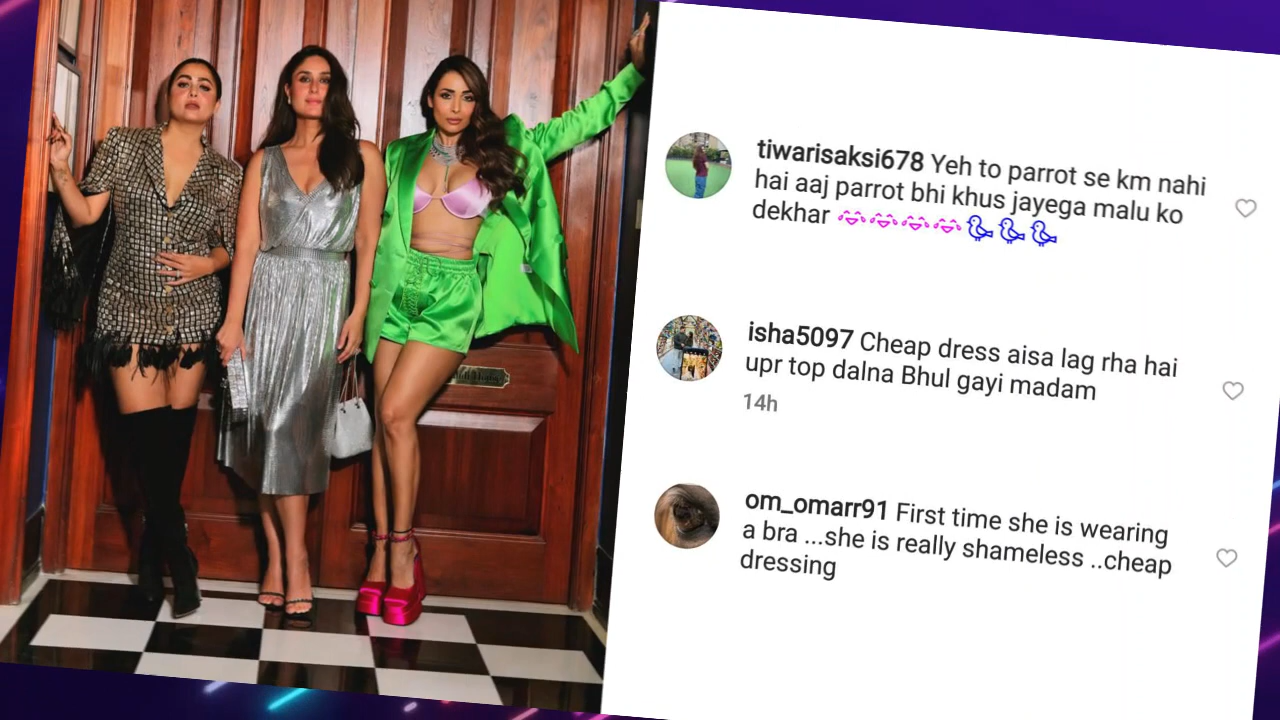 tiwarisaksi678 Yeh to parrot se km nahi
hai aaj parrot bhi khus jayega malu ko
dekhar
isha5097 Cheap dress aisa lag rha hai
upr top dalna Bhul gayi madam
14h
om_omarr91 First time she is wearing
a bra ...she is really shameless ..cheap
dressing